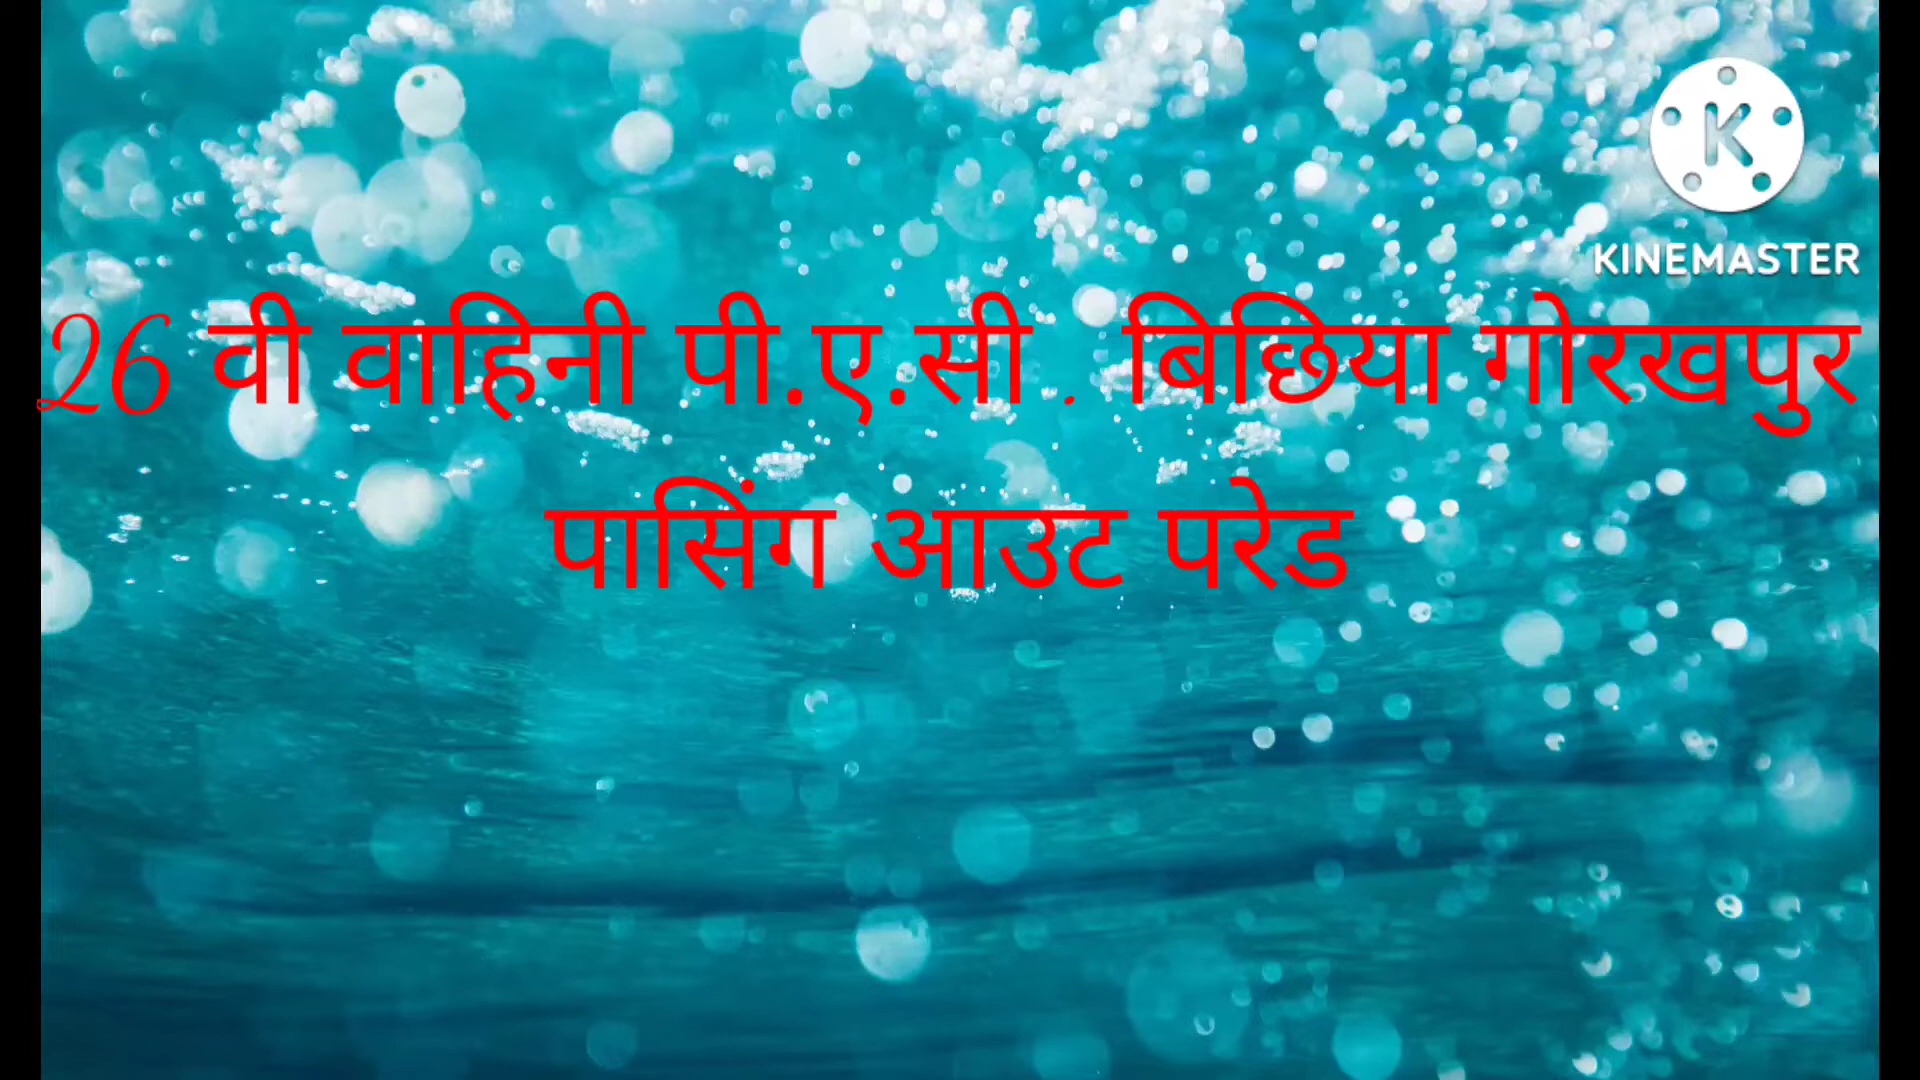 KINEMASTER
26 वी वाहिनी पी.ए.सी . बिछिया गोरखपुर
पासिंग आउट परेड